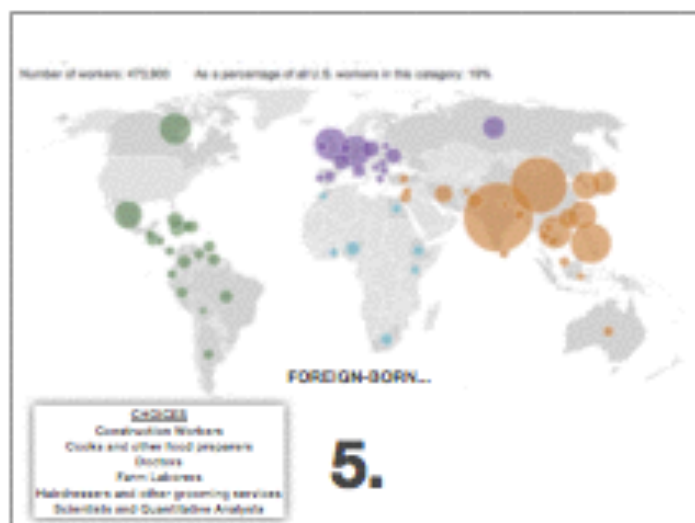 Number of workers: 473,900 As a percentage of all U.S. workers in this category: 19%
FOREIGN-BORN...
CHOICES
Construction Workers
Cooks and other food preparers
Doctors
Farm Laborers
Hairdressers and other grooming services
Scientists and Quantitative Analysts
5.